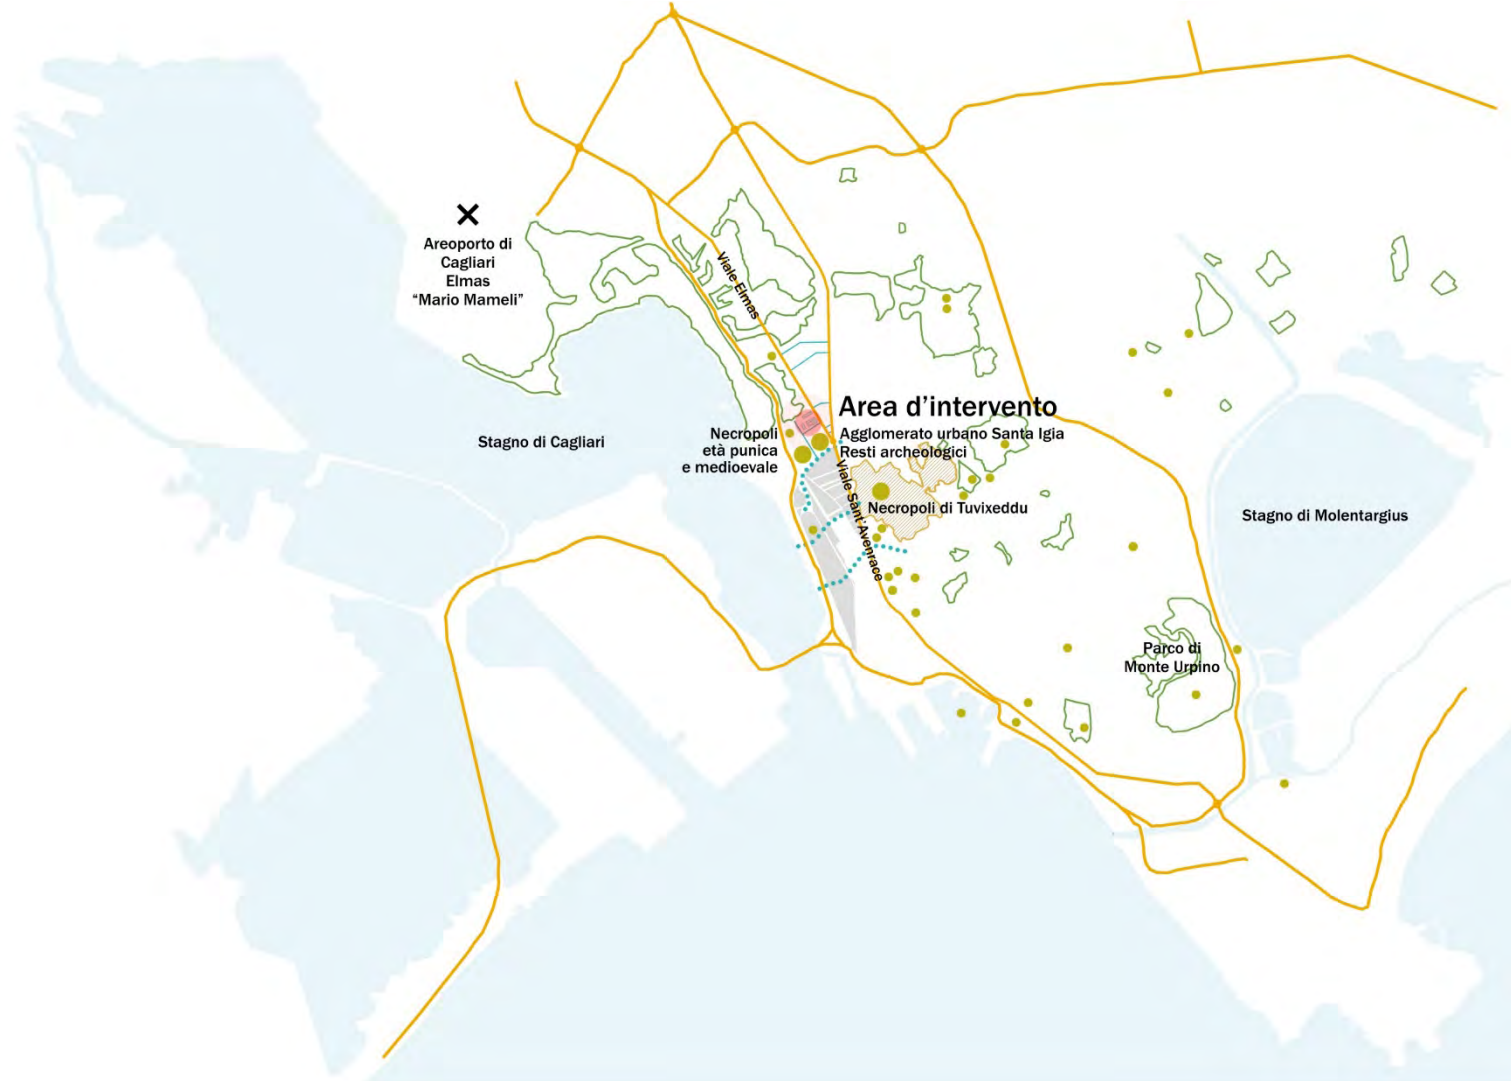 Areoporto di
Cagliari
Elmas
“Mario Mameli”
Viale Elmas
Area d’intervento
Agglomerato urbano Santa Igia
Resti archeologici
Necropoli
età punica
e medioevale
Stagno di Cagliari
Viale Sant’Avenrace
Necropoli di Tuvixeddu
Stagno di Molentargius
Parco di
Monte Urpino